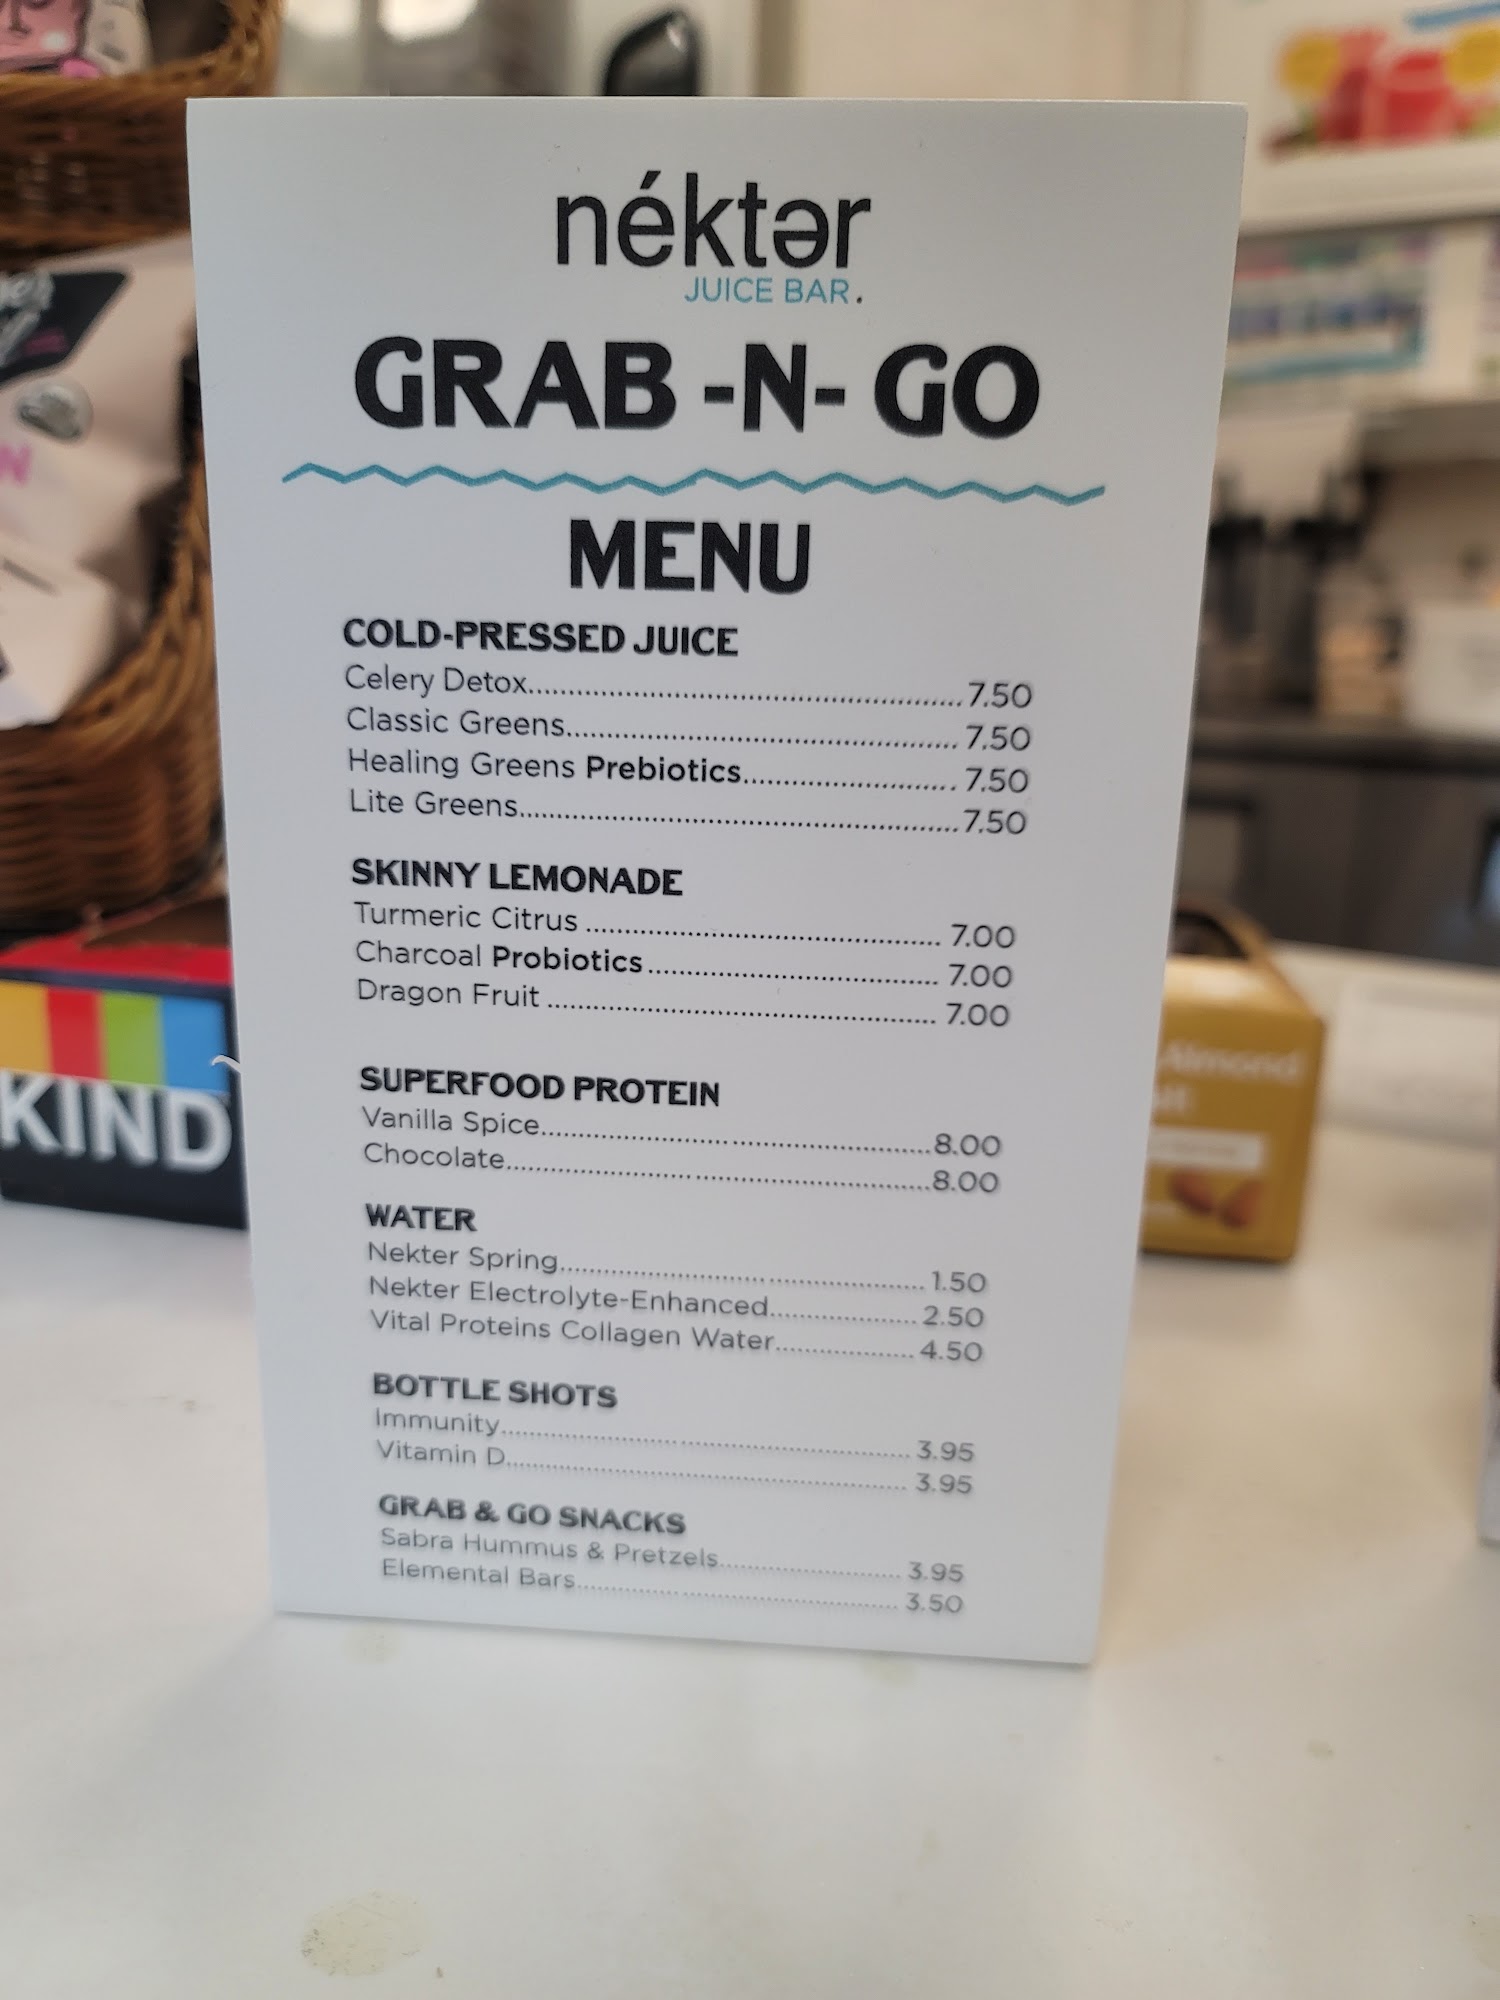 néktər
JUICE BAR.
GRAB -N- GO
MENU
COLD-PRESSED JUICE
Celery Detox 7.50
Classic Greens 7.50
Healing Greens Prebiotics 7.50
Lite Greens 7.50
SKINNY LEMONADE
Turmeric Citrus 7.00
Charcoal Probiotics 7.00
Dragon Fruit 7.00
SUPERFOOD PROTEIN
Vanilla Spice 8.00
Chocolate 8.00
WATER
Nekter Spring 1.50
Nekter Electrolyte-Enhanced 2.50
Vital Proteins Collagen Water 4.50
BOTTLE SHOTS
Immunity 3.95
Vitamin D 3.95
GRAB & GO SNACKS
Sabra Hummus & Pretzels 3.95
Elemental Bars 3.50
KIND
Almond